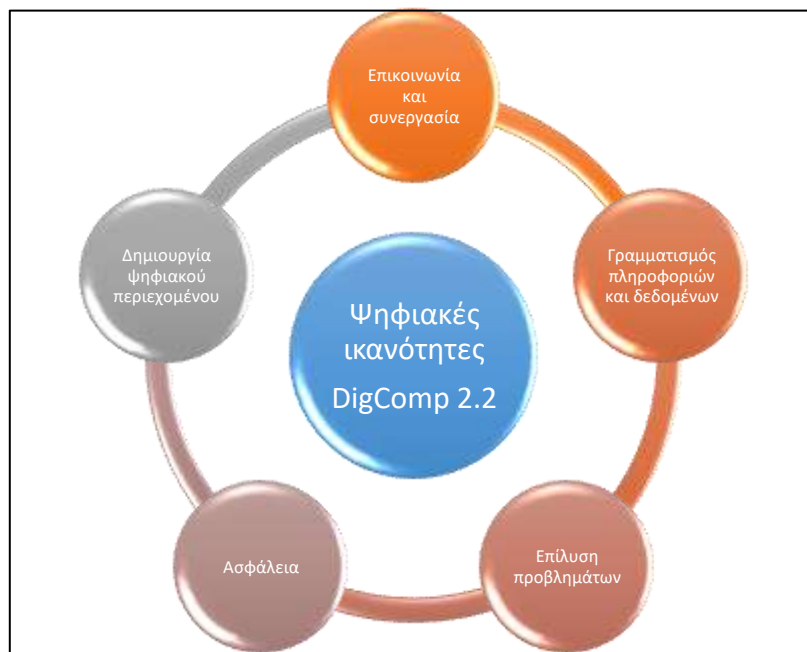 Επικοινωνία
και
συνεργασία
Γραμματισμός
πληροφοριών
και δεδομένων
Επίλυση
προβλημάτων
Ασφάλεια
Δημιουργία
ψηφιακού
περιεχομένου
Ψηφιακές
ικανότητες
DigComp 2.2